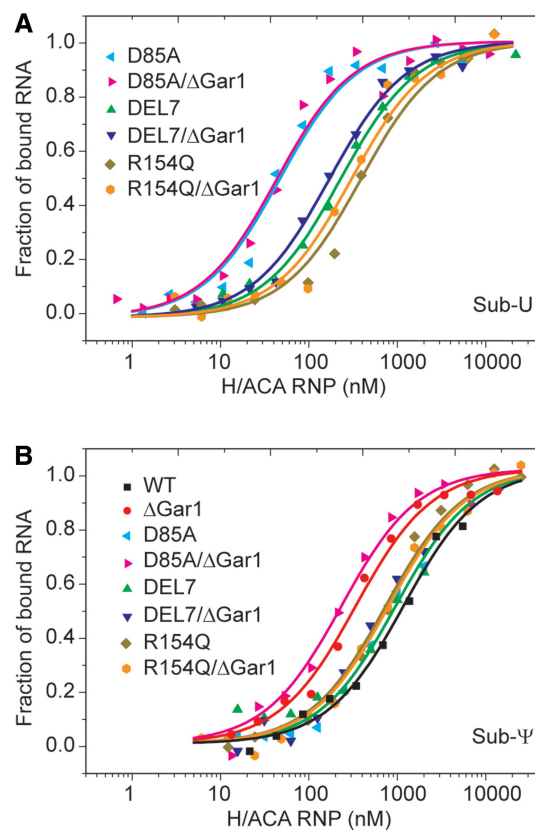 A
D85A
D85A/ΔGar1
DEL7
DEL7/ΔGar1
R154Q
R154Q/ΔGar1
1.0
0.8
0.6
0.4
0.2
0.0
Fraction of bound RNA
Sub-U
1 10 100 1000 10000
H/ACA RNP (nM)
B
WT
ΔGar1
D85A
D85A/ΔGar1
DEL7
DEL7/ΔGar1
R154Q
R154Q/ΔGar1
1.0
0.8
0.6
0.4
0.2
0.0
Fraction of bound RNA
Sub-Ψ
1 10 100 1000 10000
H/ACA RNP (nM)